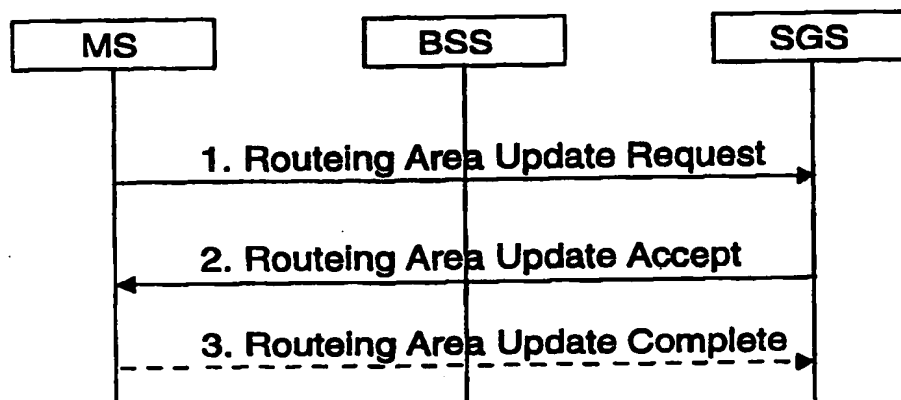 MS
BSS
SGS
1. Routeing Area Update Request
2. Routeing Area Update Accept
3. Routeing Area Update Complete